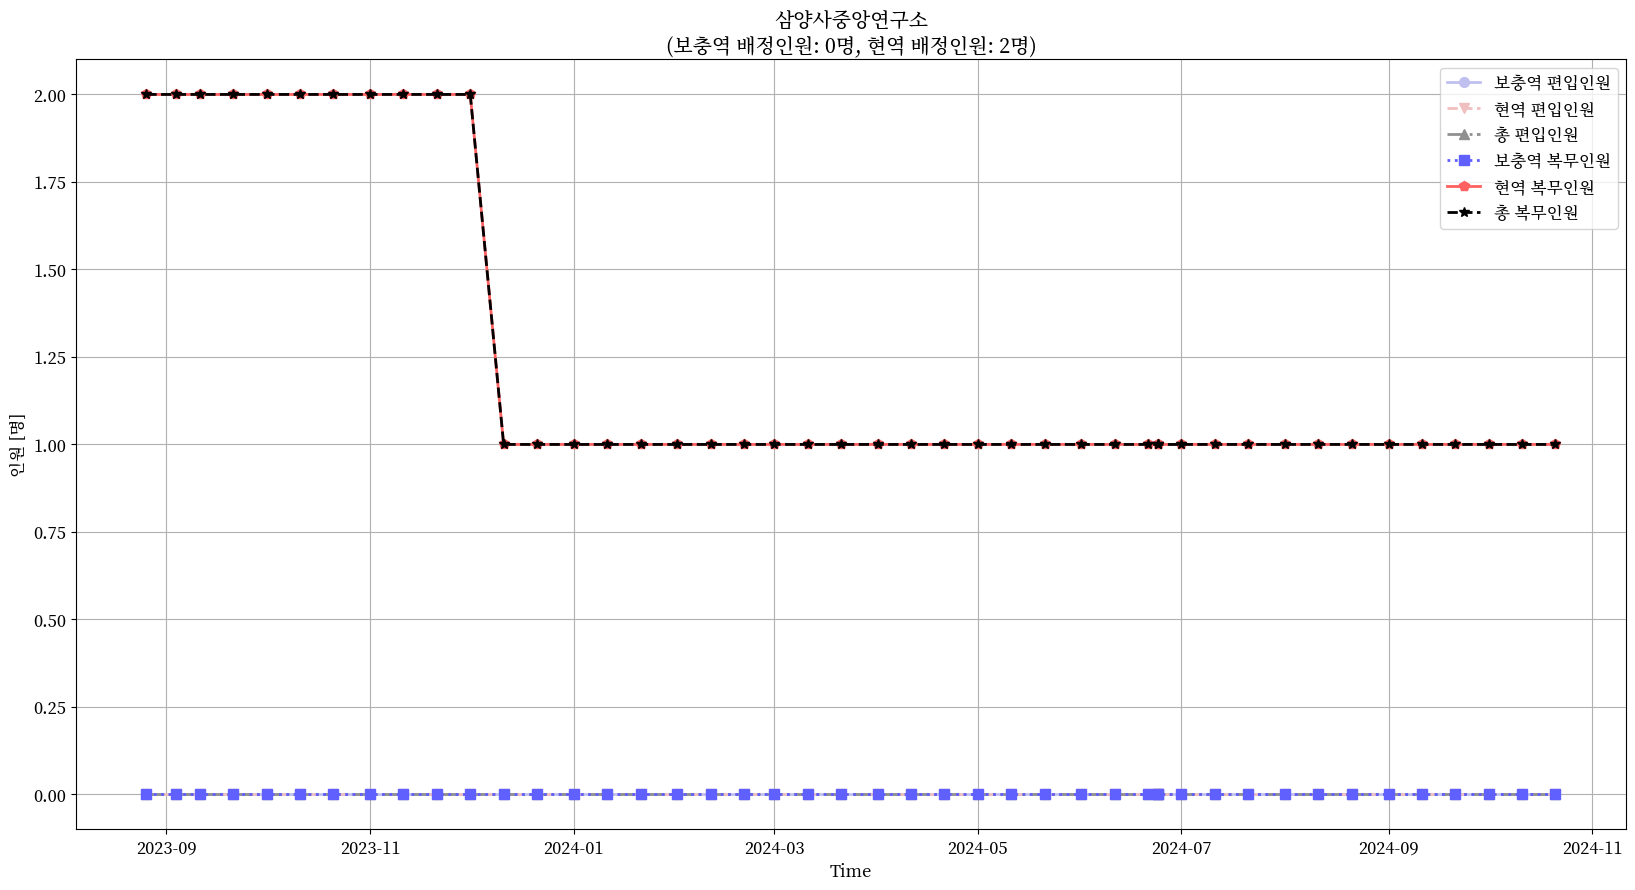 삼양사중앙연구소
(보충역 배정인원: 0명, 현역 배정인원: 2명)
보충역 편입인원
현역 편입인원
총 편입인원
보충역 복무인원
현역 복무인원
총 복무인원
인원 [명]
2.00
1.75
1.50
1.25
1.00
0.75
0.50
0.25
0.00
2023-09
2023-11
2024-01
2024-03
2024-05
2024-07
2024-09
2024-11
Time